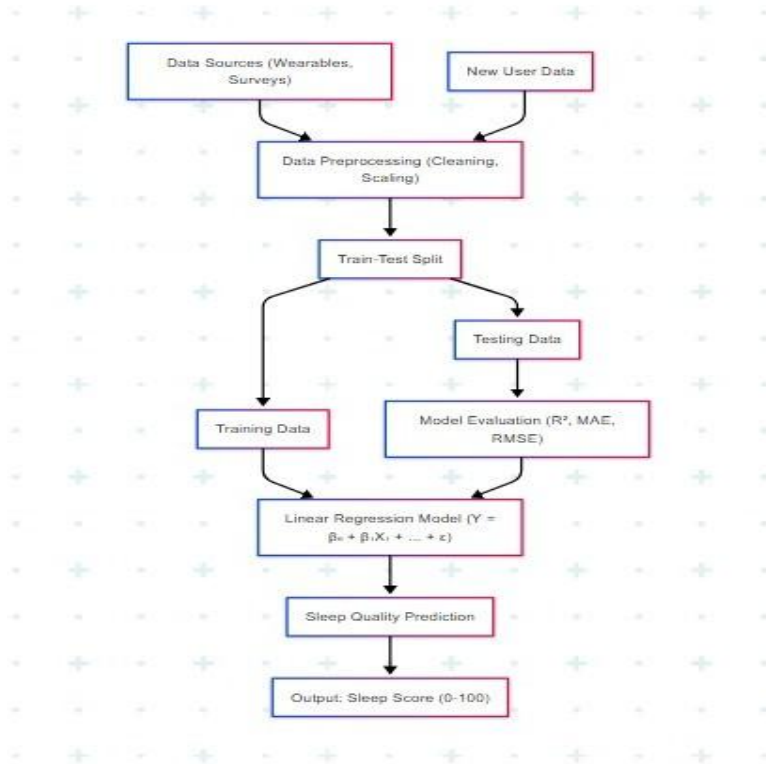 Data Sources (Wearables,
Surveys)
New User Data
Data Preprocessing (Cleaning,
Scaling)
Train-Test Split
Testing Data
Training Data
Model Evaluation (R², MAE,
RMSE)
Linear Regression Model (Y =
β₀ + β₁X₁ + ... + ε)
Sleep Quality Prediction
Output: Sleep Score (0-100)